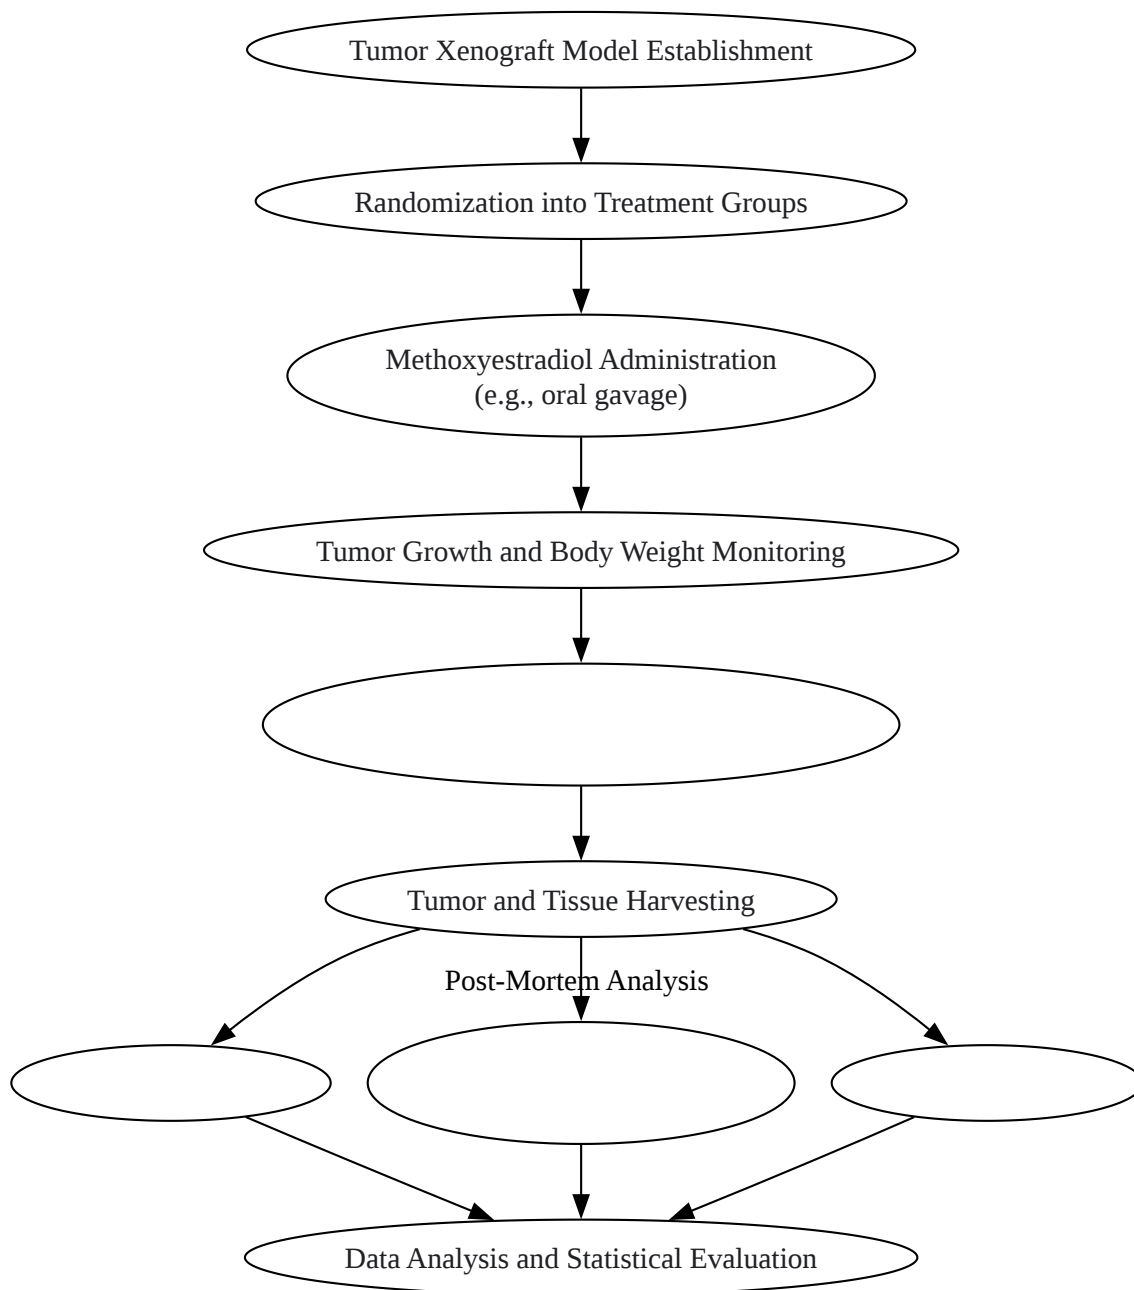 Tumor Xenograft Model Establishment
Randomization into Treatment Groups
Methoxyestradiol Administration
(e.g., oral gavage)
Tumor Growth and Body Weight Monitoring
Tumor and Tissue Harvesting
Post-Mortem Analysis
Data Analysis and Statistical Evaluation